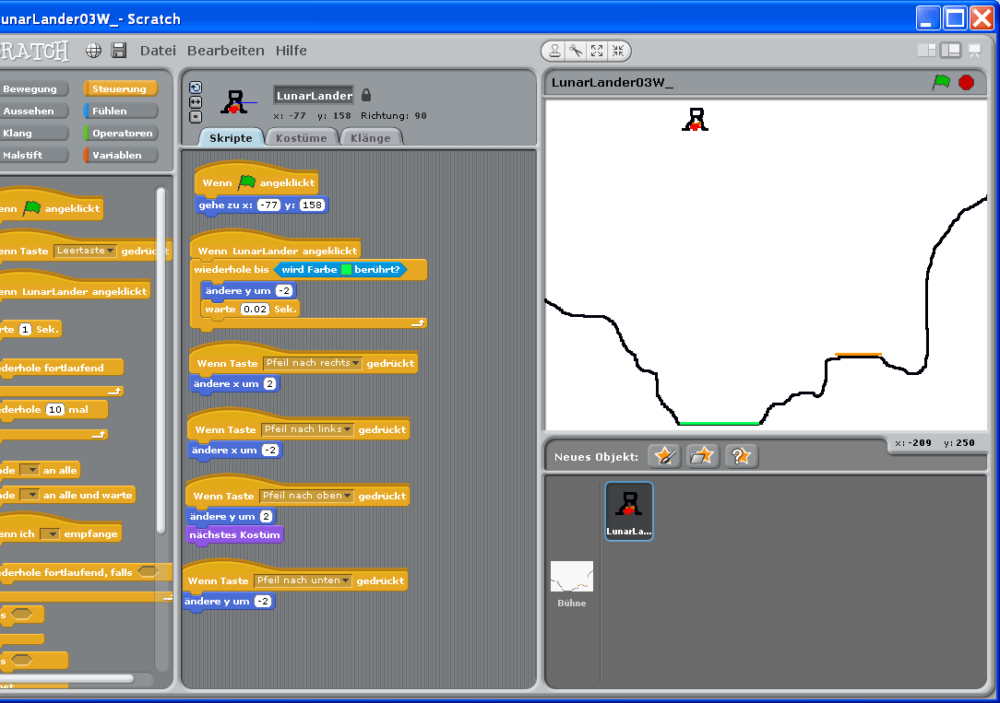 unarLander03W_- Scratch
RATCH Datei Bearbeiten Hilfe
Bewegung Steuerung
Aussehen Fühlen
Klang Operatoren
Malstift Variablen
enn angeklickt
enn Taste Leertaste gedrückt
enn LunarLander angeklickt
rte 1 Sek.
ederhole fortlaufend
ederhole 10 mal
nde an alle
nde an alle und warte
enn ich empfange
ederhole fortlaufend, falls
s
s
LunarLander
x: -77 y: 158 Richtung: 90
Skripte Kostüme Klänge
Wenn angeklickt
gehe zu x: -77 y: 158
Wenn LunarLander angeklickt
wiederhole bis wird Farbe berührt?
ändere y um -2
warte 0.02 Sek.
Wenn Taste Pfeil nach rechts gedrückt
ändere x um 2
Wenn Taste Pfeil nach links gedrückt
ändere x um -2
Wenn Taste Pfeil nach oben gedrückt
ändere y um 2
nächstes Kostüm
Wenn Taste Pfeil nach unten gedrückt
ändere y um -2
LunarLander03W_
x: -209 y: 250
Neues Objekt:
LunarLa...
Bühne